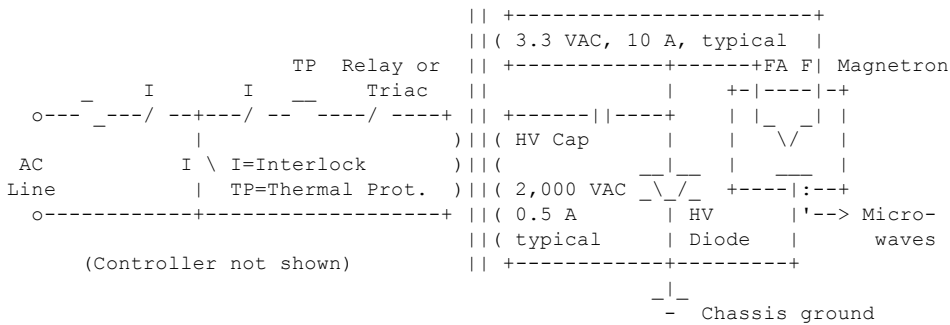 3.3 VAC, 10 A, typical
TP Relay or FA F Magnetron
I I Triac
HV Cap
AC I I=Interlock
Line TP=Thermal Prot. 2,000 VAC
0.5 A HV Micro-
typical Diode waves
(Controller not shown)
Chassis ground